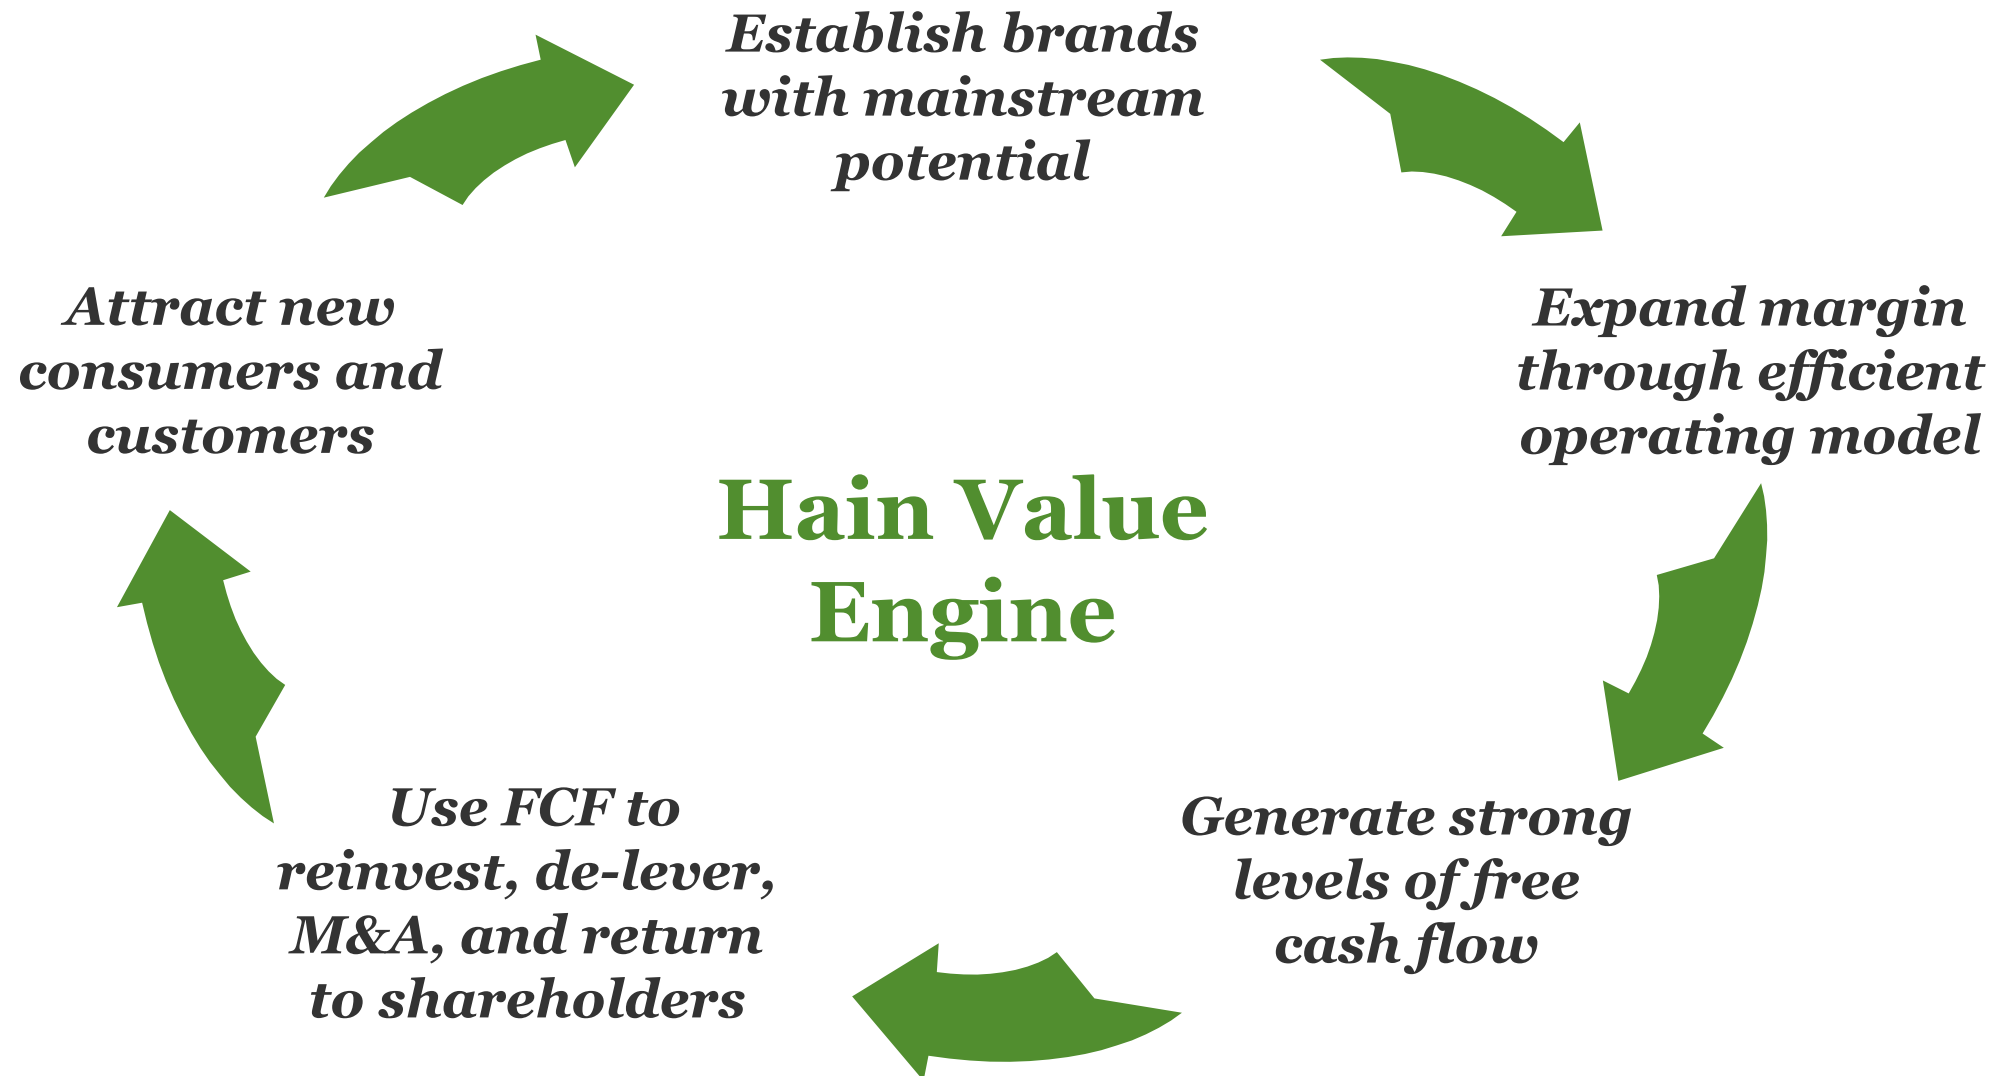 Establish brands
with mainstream
potential
Expand margin
through efficient
operating model
Generate strong
levels of free
cash flow
Use FCF to
reinvest, de-lever,
M&A, and return
to shareholders
Attract new
consumers and
customers
Hain Value
Engine